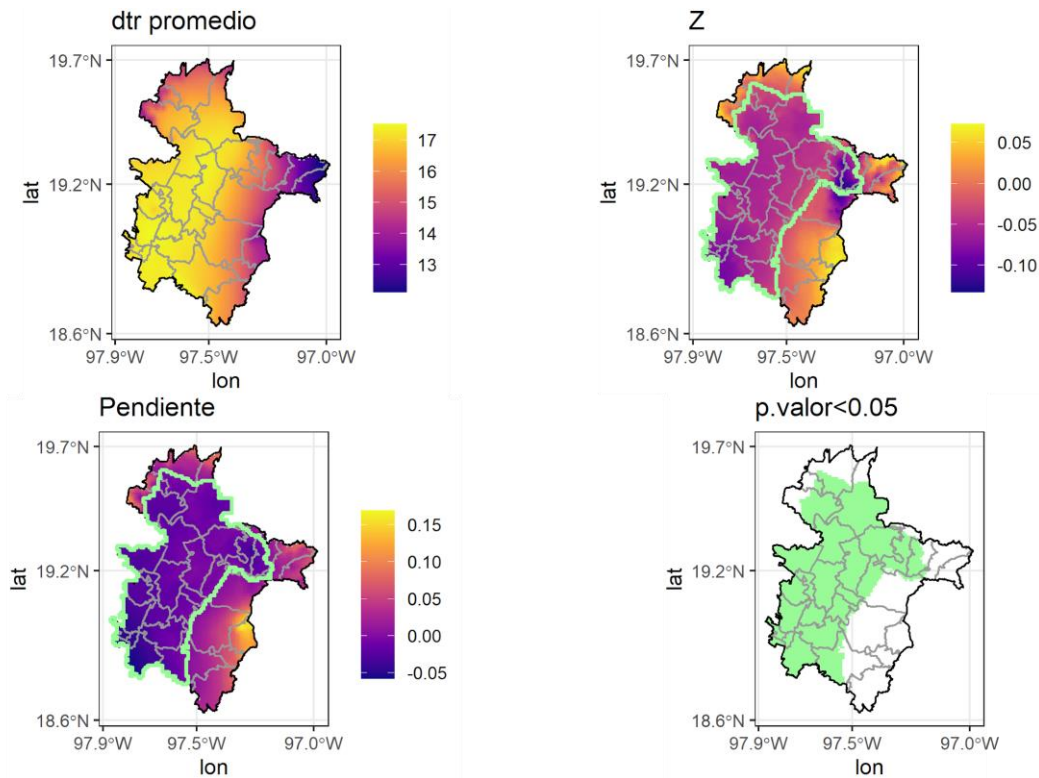 dtr promedio
19.7°N
19.2°N
18.6°N
lat
97.9°W 97.5°W 97.0°W
lon
17
16
15
14
13
Z
19.7°N
19.2°N
18.6°N
lat
97.9°W 97.5°W 97.0°W
lon
0.05
0.00
-0.05
-0.10
Pendiente
19.7°N
19.2°N
18.6°N
lat
97.9°W 97.5°W 97.0°W
lon
0.15
0.10
0.05
0.00
-0.05
p.valor<0.05
19.7°N
19.2°N
18.6°N
lat
97.9°W 97.5°W 97.0°W
lon